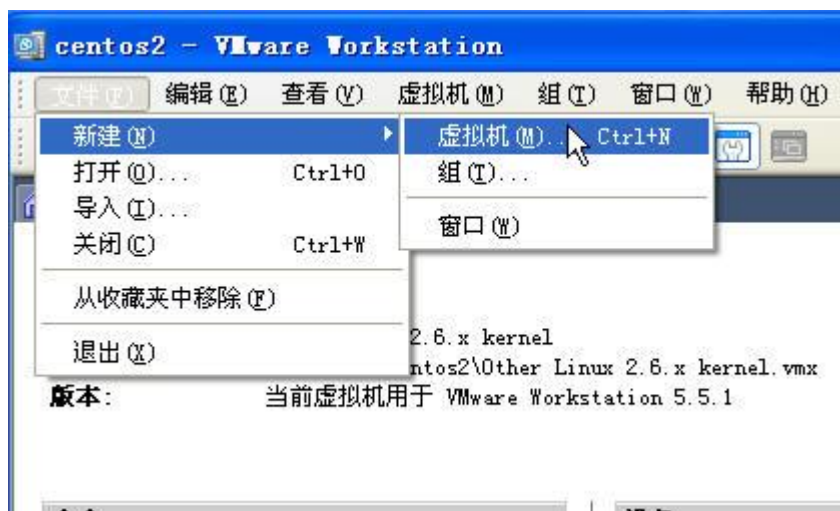 centos2 - VMware Workstation
文件(F) 编辑(E) 查看(V) 虚拟机(M) 组(T) 窗口(W) 帮助(H)
新建(N)
虚拟机(M)... Ctrl+N
打开(O)... Ctrl+O
组(T)...
导入(I)...
窗口(W)
关闭(C) Ctrl+W
从收藏夹中移除(F)
退出(X)
2.6.x kernel
ntos2\Other Linux 2.6.x kernel.vmx
版本: 当前虚拟机用于 VMware Workstation 5.5.1